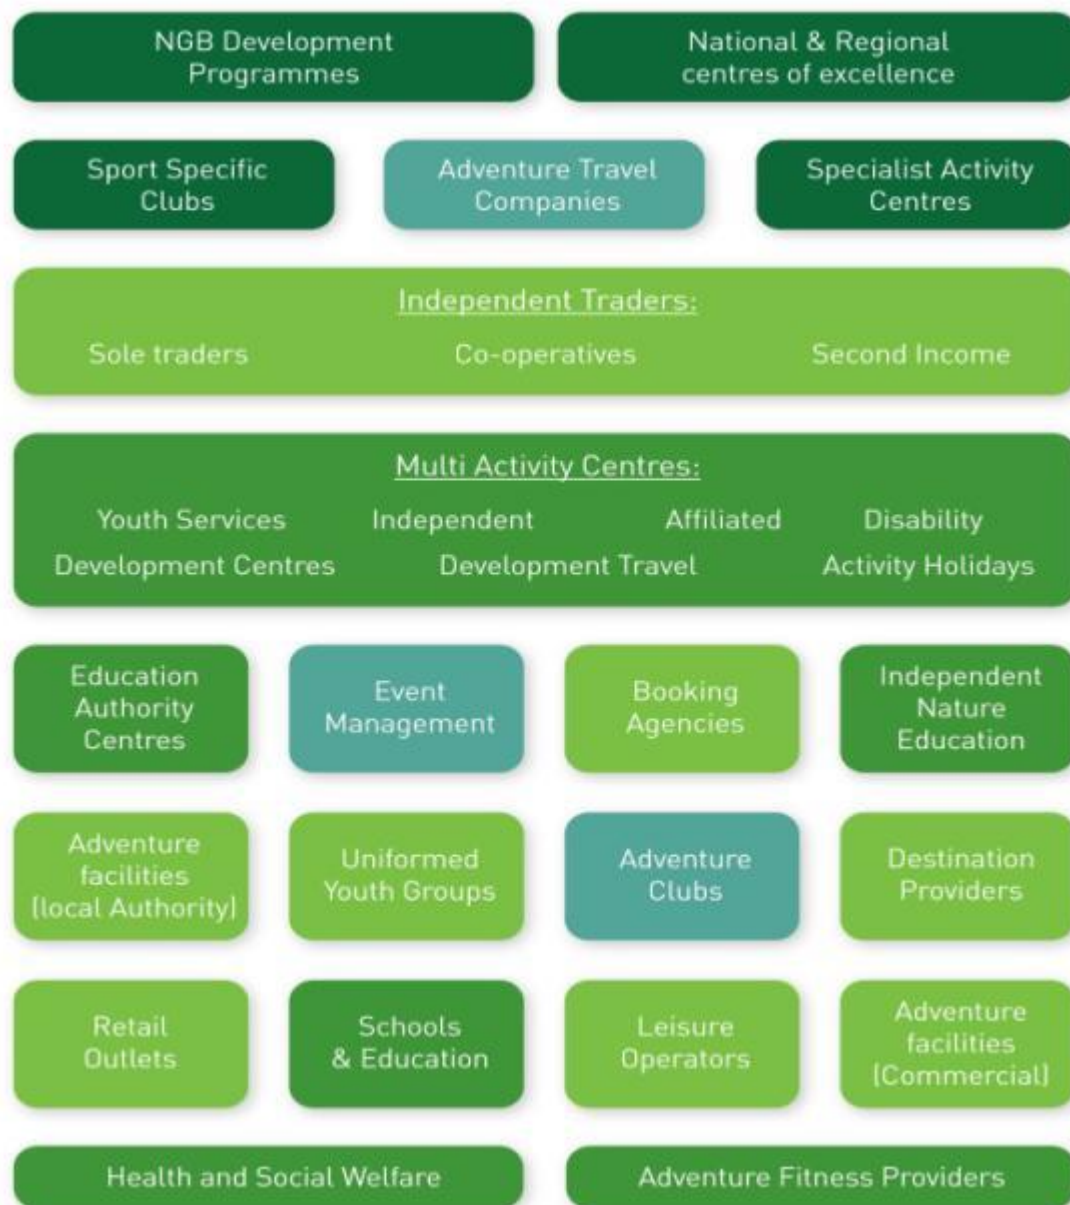 NGB Development
Programmes
National & Regional
centres of excellence
Sport Specific
Clubs
Adventure Travel
Companies
Specialist Activity
Centres
Independent Traders:
Sole traders Co-operatives Second Income
Multi Activity Centres:
Youth Services Independent Affiliated Disability
Development Centres Development Travel Activity Holidays
Education
Authority
Centres
Event
Management
Booking
Agencies
Independent
Nature
Education
Adventure
facilities
(local Authority)
Uniformed
Youth Groups
Adventure
Clubs
Destination
Providers
Retail
Outlets
Schools
& Education
Leisure
Operators
Adventure
facilities
(Commercial)
Health and Social Welfare
Adventure Fitness Providers